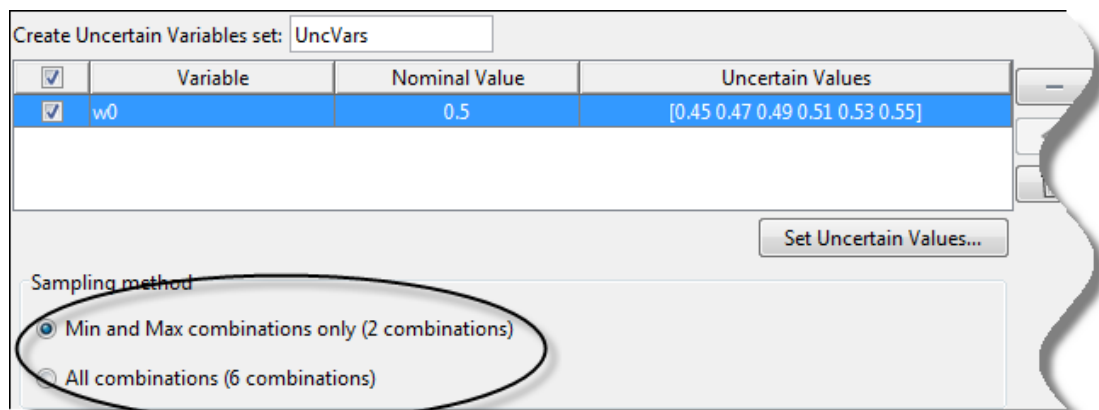 Create Uncertain Variables set: UncVars
Variable Nominal Value Uncertain Values
w0 0.5 [0.45 0.47 0.49 0.51 0.53 0.55]
Set Uncertain Values...
Sampling method
Min and Max combinations only (2 combinations)
All combinations (6 combinations)